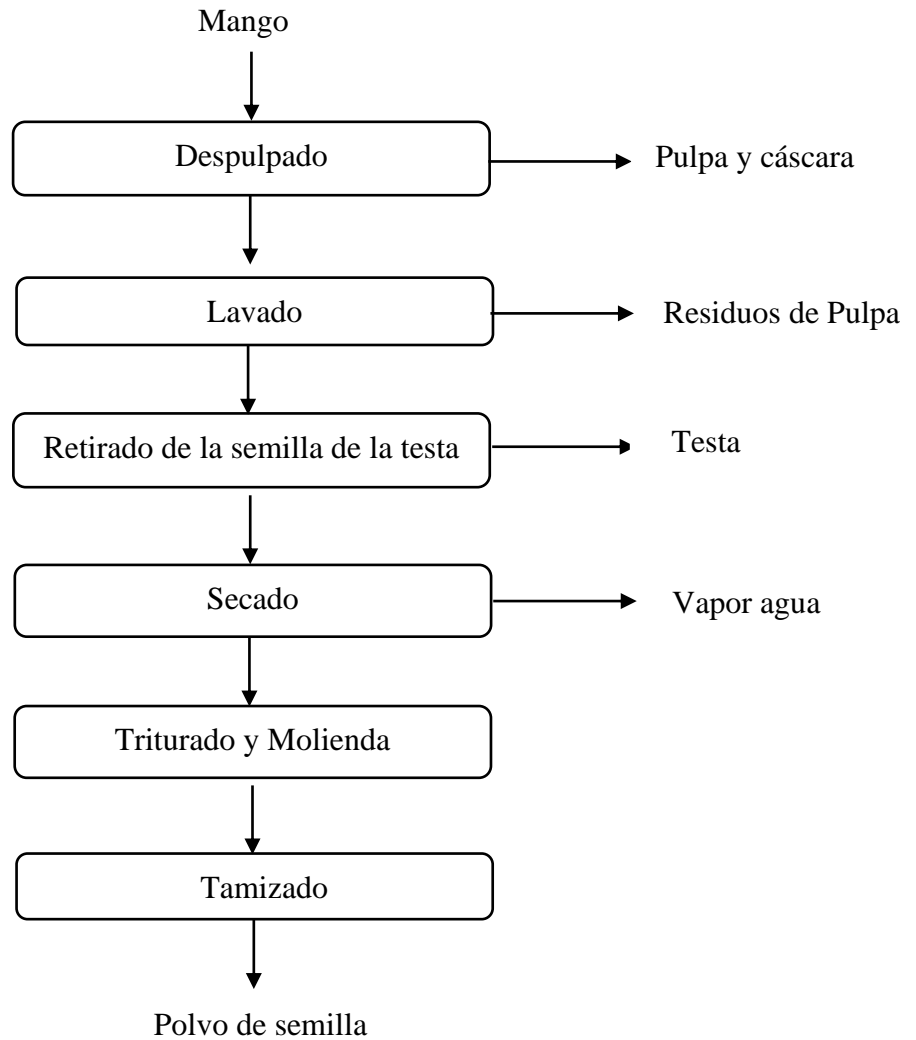 Mango
Despulpado
Pulpa y cáscara
Lavado
Residuos de Pulpa
Retirado de la semilla de la testa
Testa
Secado
Vapor agua
Triturado y Molienda
Tamizado
Polvo de semilla